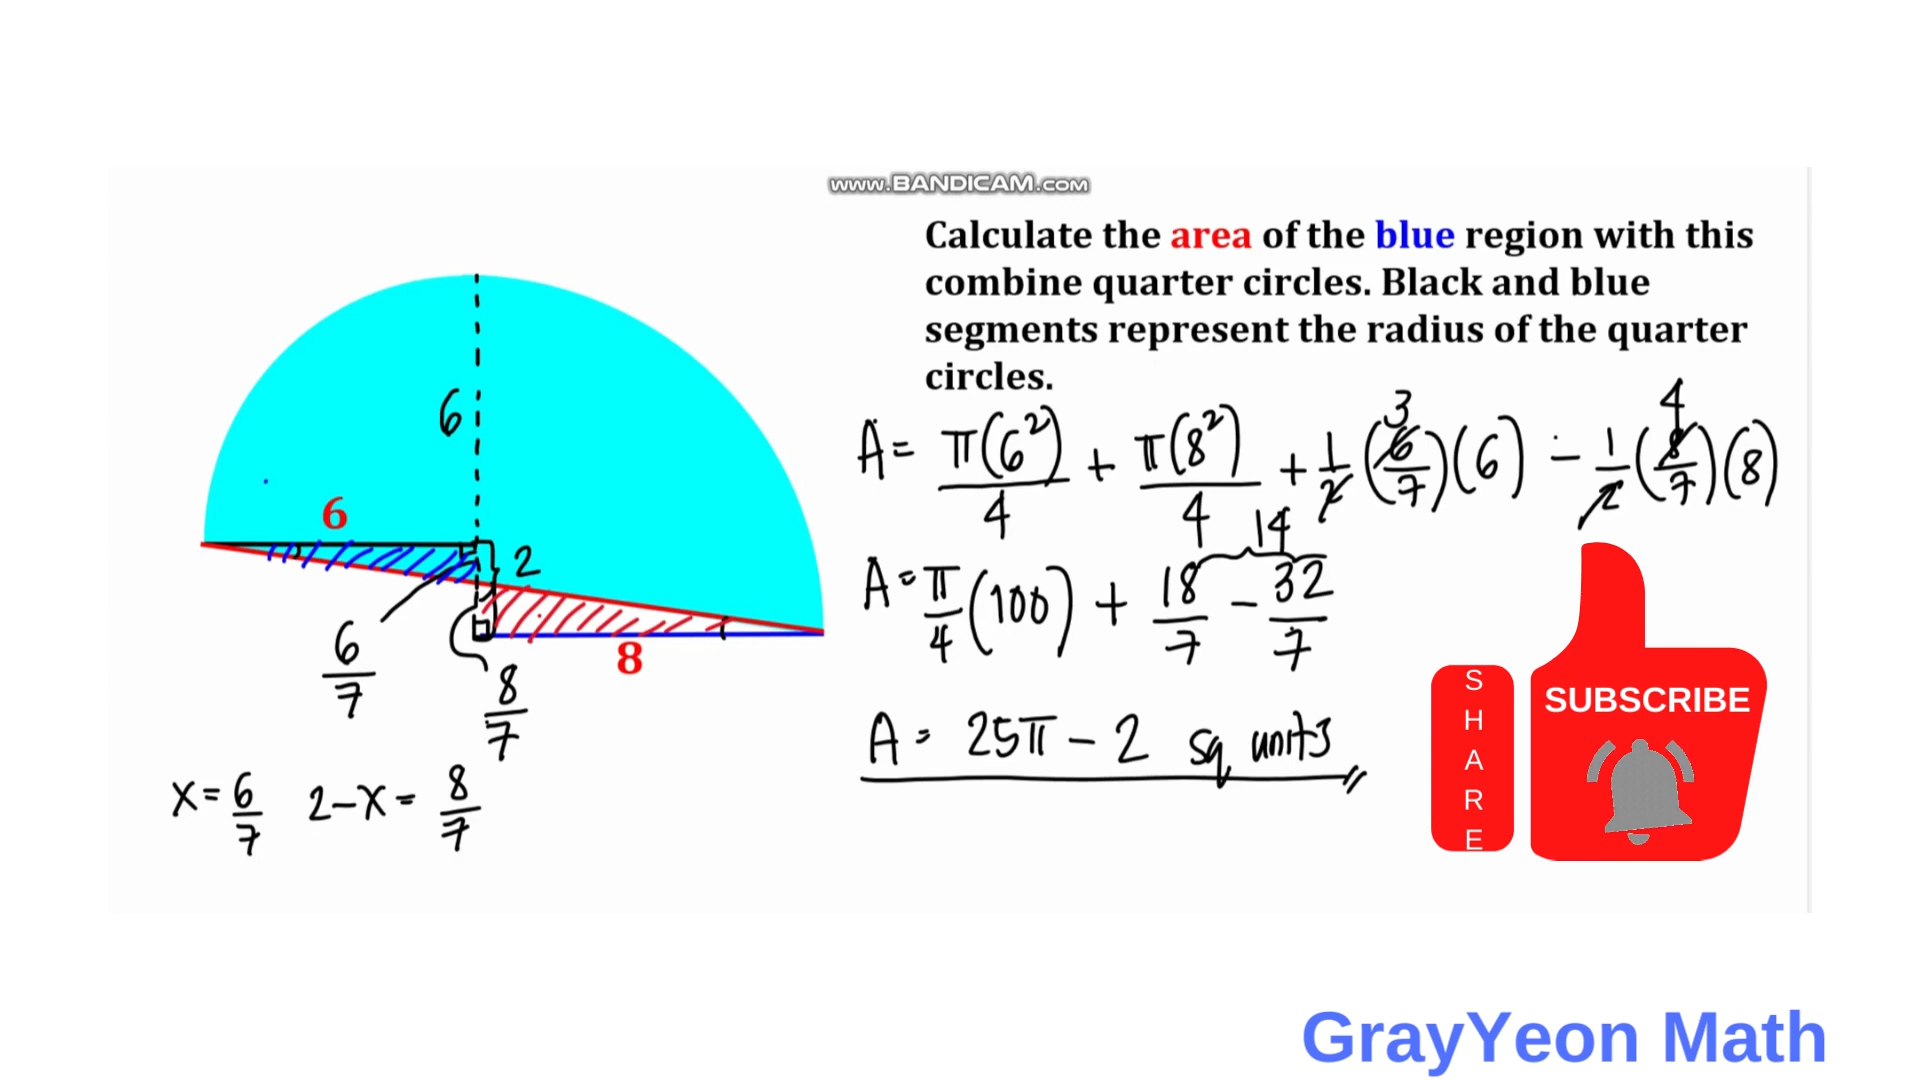 www.BANDICAM.com
Calculate the area of the blue region with this
combine quarter circles. Black and blue
segments represent the radius of the quarter
circles.
A = π(6²)/4 + π(8²)/4 + 1/2 (6/7)(6) - 1/2 (8/7)(8)
3
4
14
A = π/4 (100) + 18/7 - 32/7
A = 25π - 2 sq units
6
6
2
8
6/7
8/7
x = 6/7 2 - x = 8/7
SHARE
SUBSCRIBE
GrayYeon Math